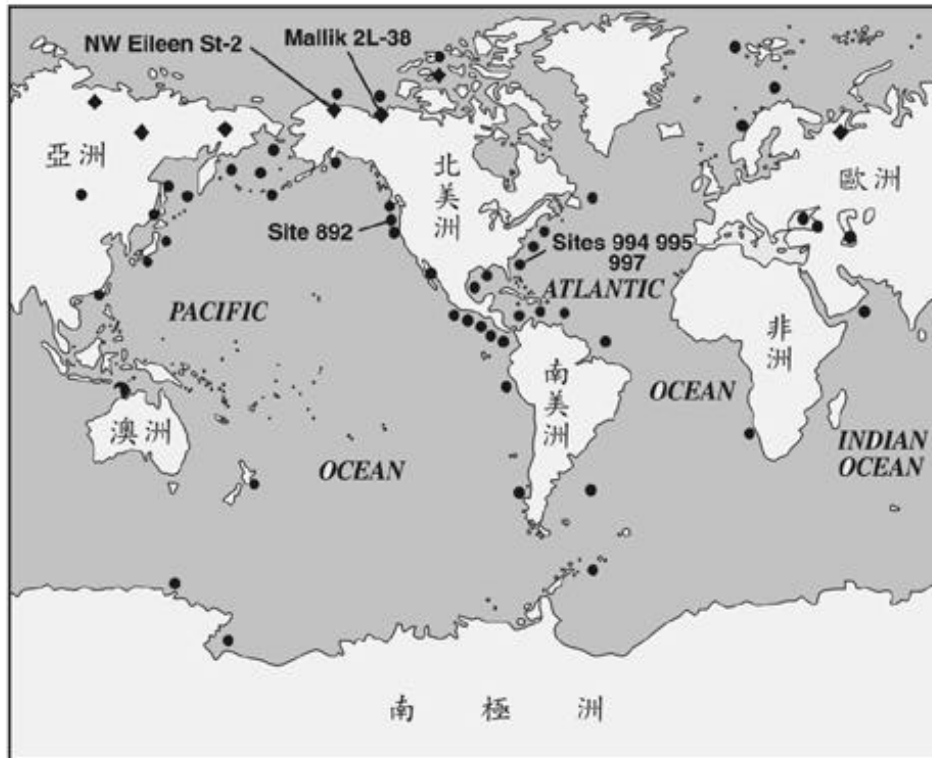 NW Eileen St-2
Mallik 2L-38
亞洲
北
美
洲
歐洲
Site 892
Sites 994 995
997
PACIFIC
ATLANTIC
非
洲
南
美
洲
OCEAN
澳洲
INDIAN
OCEAN
OCEAN
南極洲